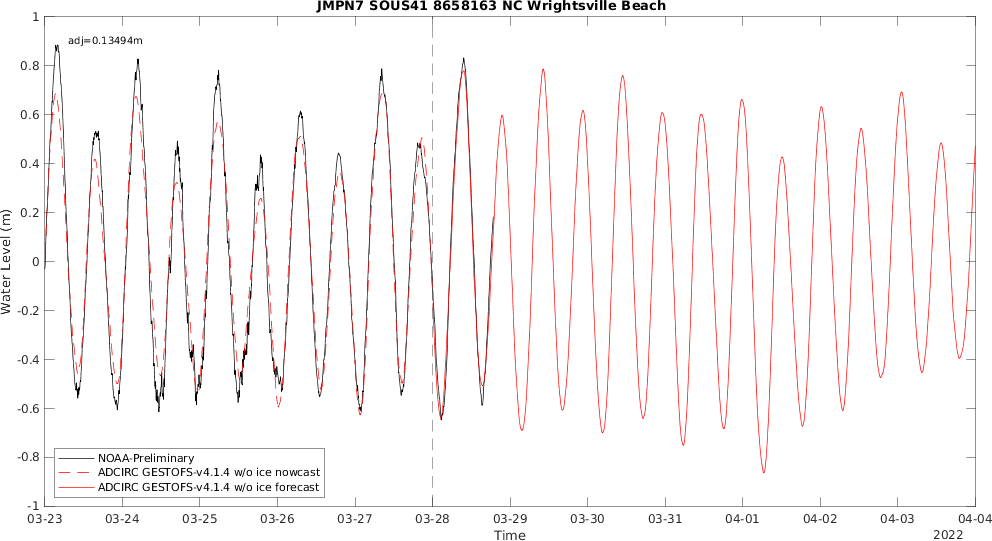 JMPN7 SOUS41 8658163 NC Wrightsville Beach
adj=0.13494m
1
0.8
0.6
0.4
0.2
0
-0.2
-0.4
-0.6
-0.8
-1
Water Level (m)
NOAA-Preliminary
ADCIRC GESTOFS-v4.1.4 w/o ice nowcast
ADCIRC GESTOFS-v4.1.4 w/o ice forecast
03-23 03-24 03-25 03-26 03-27 03-28 03-29 03-30 03-31 04-01 04-02 04-03 04-04
Time
2022